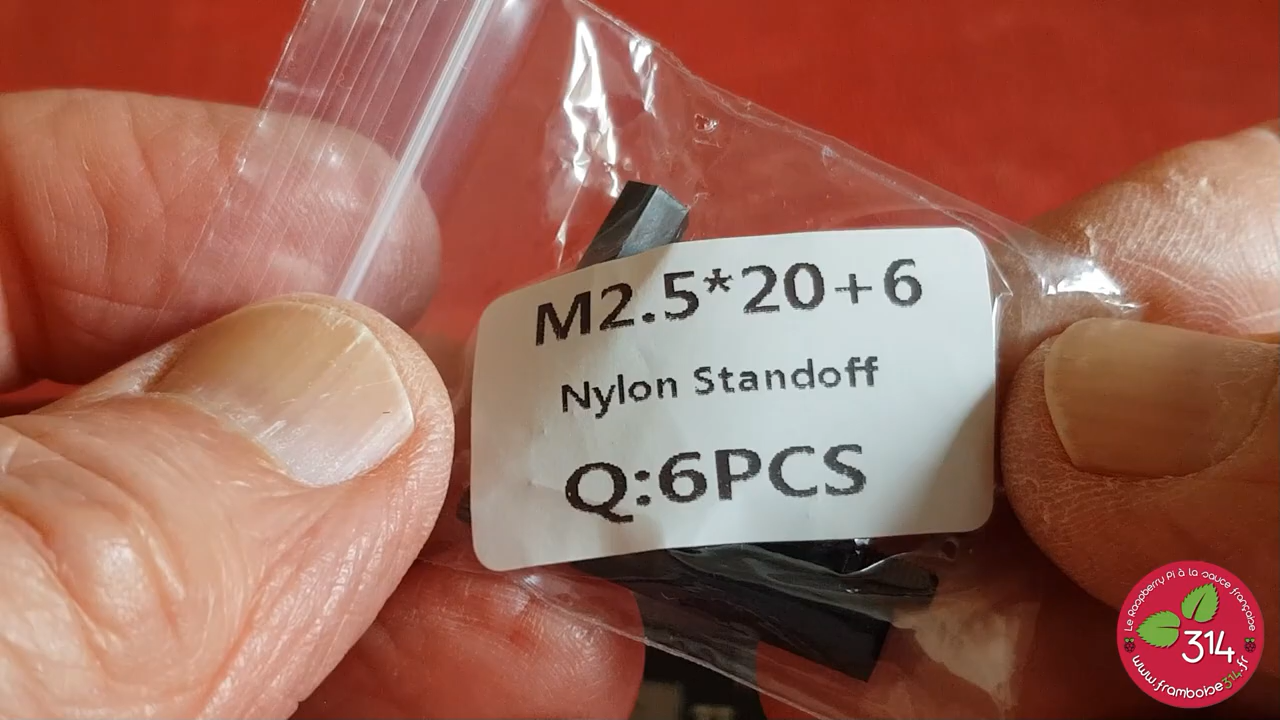 M2.5*20+6
Nylon Standoff
Q:6PCS
Le Raspberry Pi à la sauce française
314
www.framboise314.fr